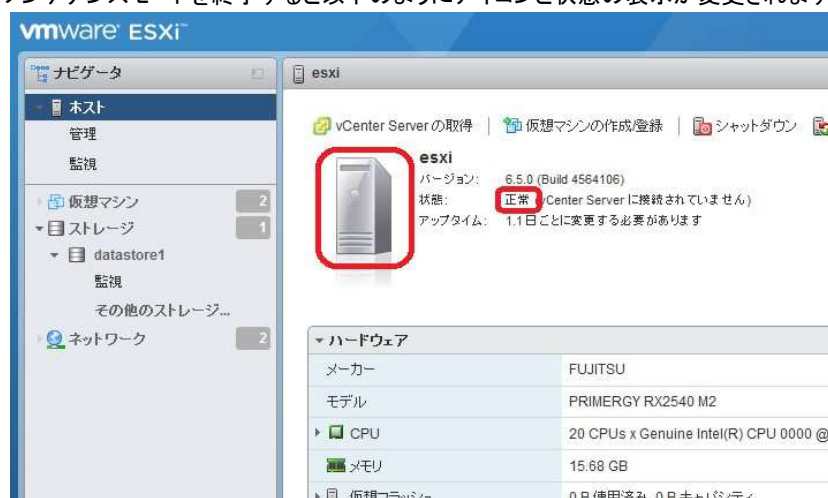 メンテナンスモードを終了すると以下のようにアイコンと状態の表示が変更されます
vmware ESXi™
ナビゲータ
esxi
ホスト
管理
監視
仮想マシン 2
ストレージ 1
datastore1
監視
その他のストレージ...
ネットワーク 2
vCenter Server の取得 | 仮想マシンの作成/登録 | シャットダウン
esxi
バージョン: 6.5.0 (Build 4564106)
状態: 正常 (vCenter Server に接続されていません)
アップタイム: 1.1日ごとに変更する必要があります
ハードウェア
メーカー FUJITSU
モデル PRIMERGY RX2540 M2
CPU 20 CPUs x Genuine Intel(R) CPU 0000 @
メモリ 15.68 GB
仮想フラッシュ 0 B 使用済み, 0 B キャパシティ